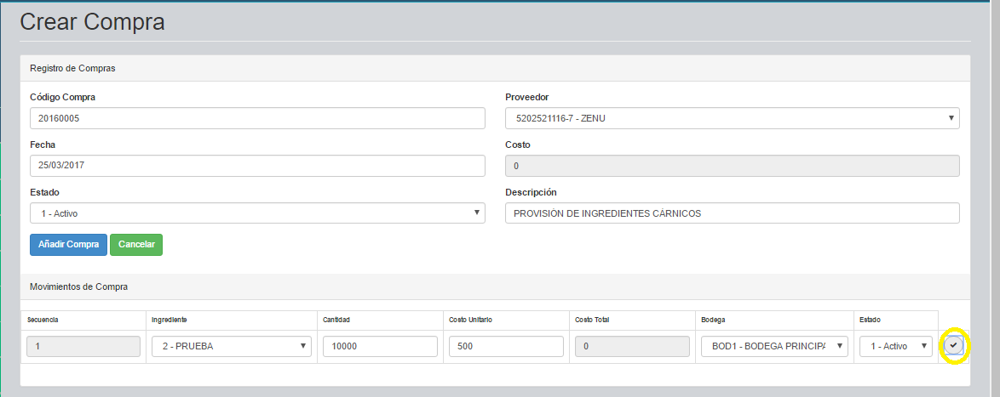 Crear Compra
Registro de Compras
Código Compra
20160005
Proveedor
5202521116-7 - ZENU
Fecha
25/03/2017
Costo
0
Estado
1 - Activo
Descripción
PROVISIÓN DE INGREDIENTES CÁRNICOS
Añadir Compra Cancelar
Movimientos de Compra
Secuencia Ingrediente Cantidad Costo Unitario Costo Total Bodega Estado
1 2 - PRUEBA 10000 500 0 BOD1 - BODEGA PRINCIPA 1 - Activo